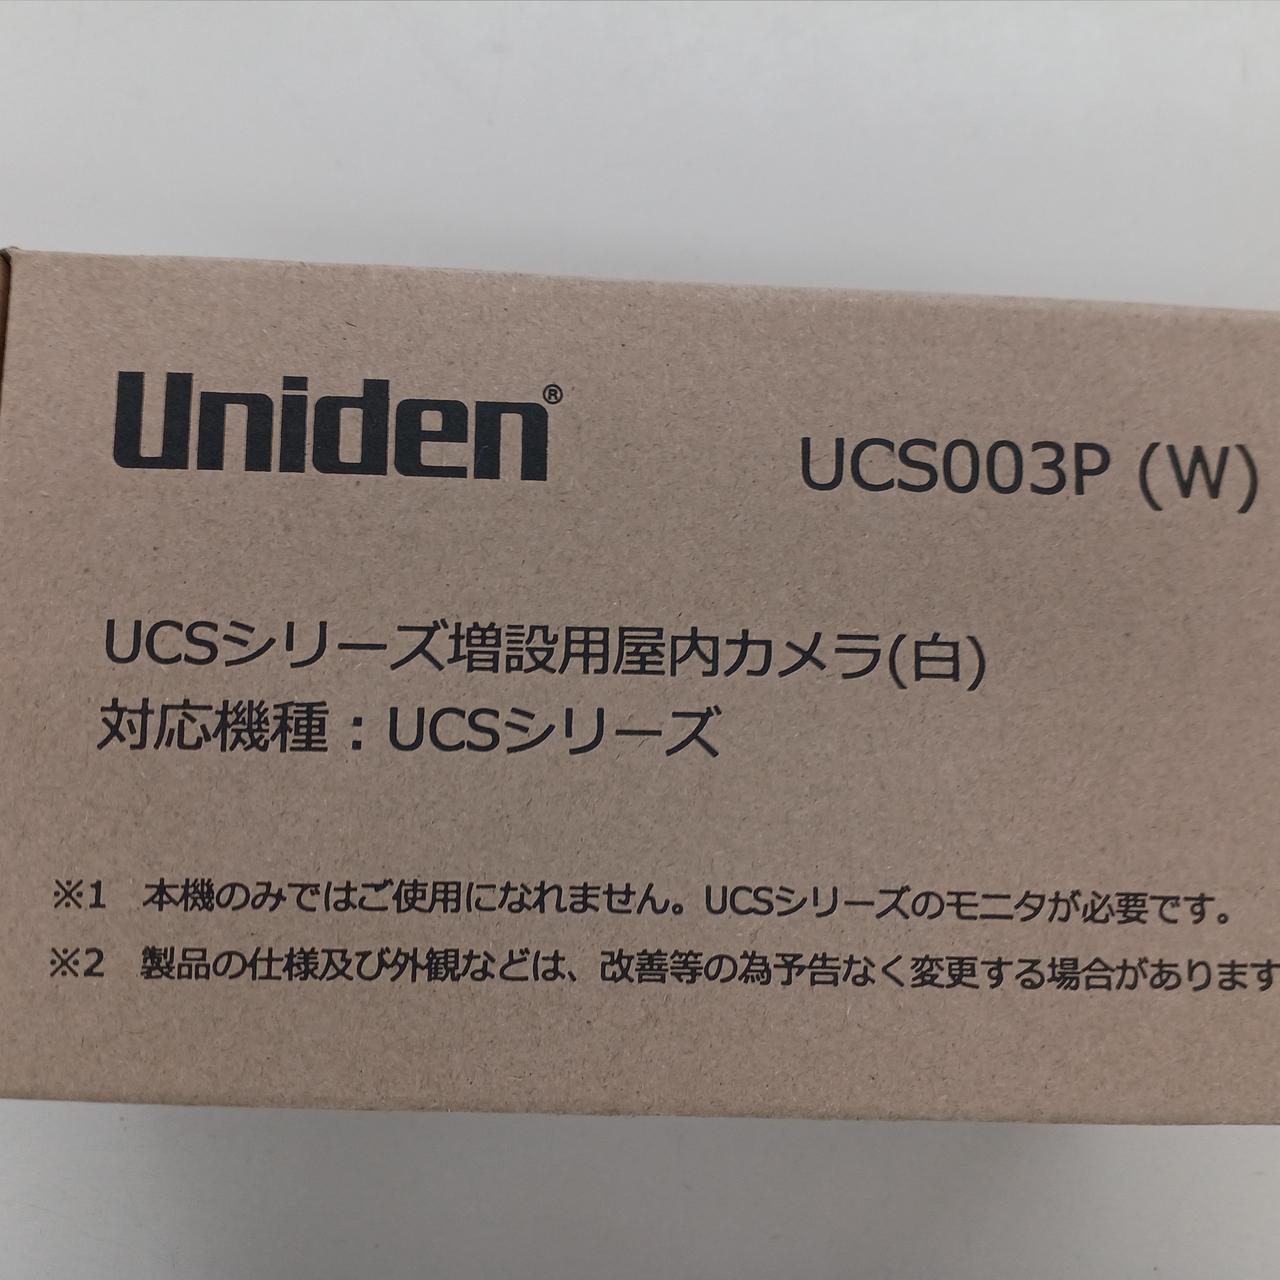 Uniden®
UCS003P (W)
UCSシリーズ増設用屋内カメラ(白)
対応機種：UCSシリーズ
※1 本機のみではご使用になれません。UCSシリーズのモニタが必要です。
※2 製品の仕様及び外観などは、改善等の為予告なく変更する場合があります